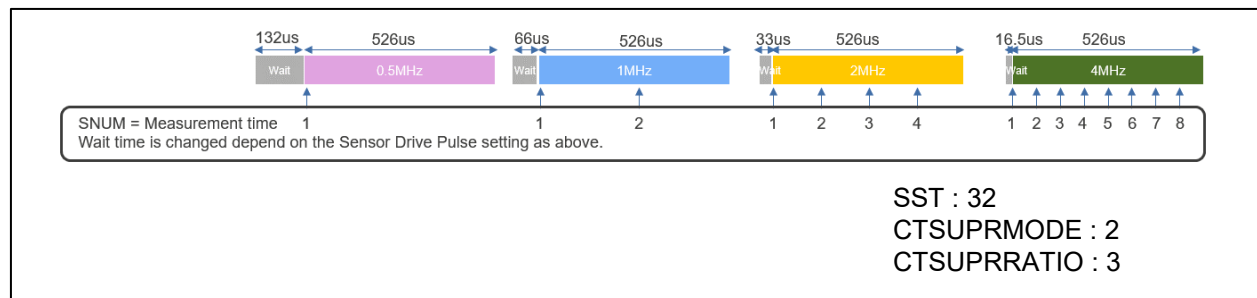 132us 526us 66us 526us 33us 526us 16.5us 526us
Wait 0.5MHz Wait 1MHz Wait 2MHz Wait 4MHz
SNUM = Measurement time 1 1 2 1 2 3 4 1 2 3 4 5 6 7 8
Wait time is changed depend on the Sensor Drive Pulse setting as above.
SST : 32
CTSUPRMODE : 2
CTSUPRRATIO : 3